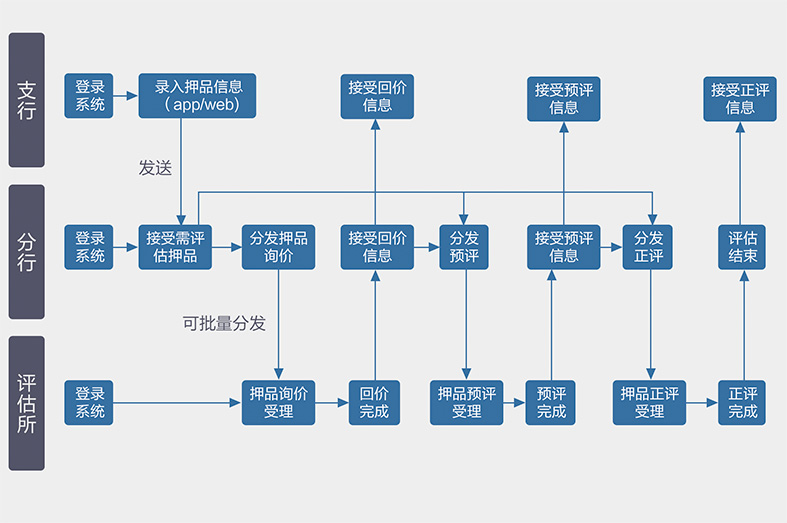 支行
登录
系统
录入押品信息
（app/web）
接受回价
信息
接受预评
信息
接受正评
信息
发送
分行
登录
系统
接受需评
估押品
分发押品
询价
接受回价
信息
分发
预评
接受预评
信息
分发
正评
评估
结束
可批量分发
评估所
登录
系统
押品询价
受理
回价
完成
押品预评
受理
预评
完成
押品正评
受理
正评
完成